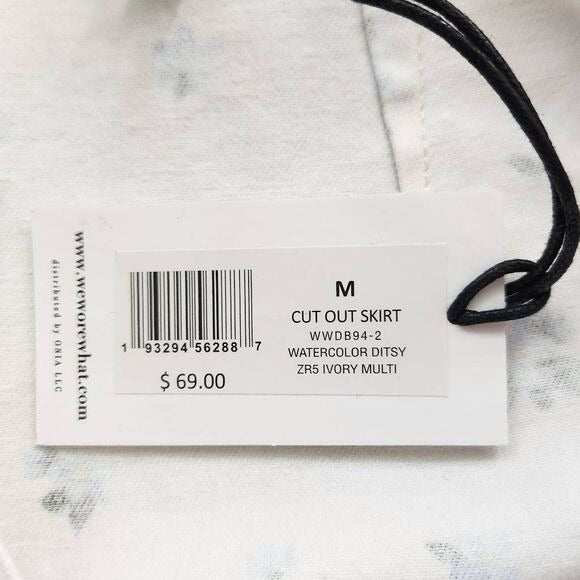 www.weworewhat.com
distributed by ONIA LLC
1 93294 56288 7
$ 69.00
M
CUT OUT SKIRT
WWDB94-2
WATERCOLOR DITSY
ZR5 IVORY MULTI